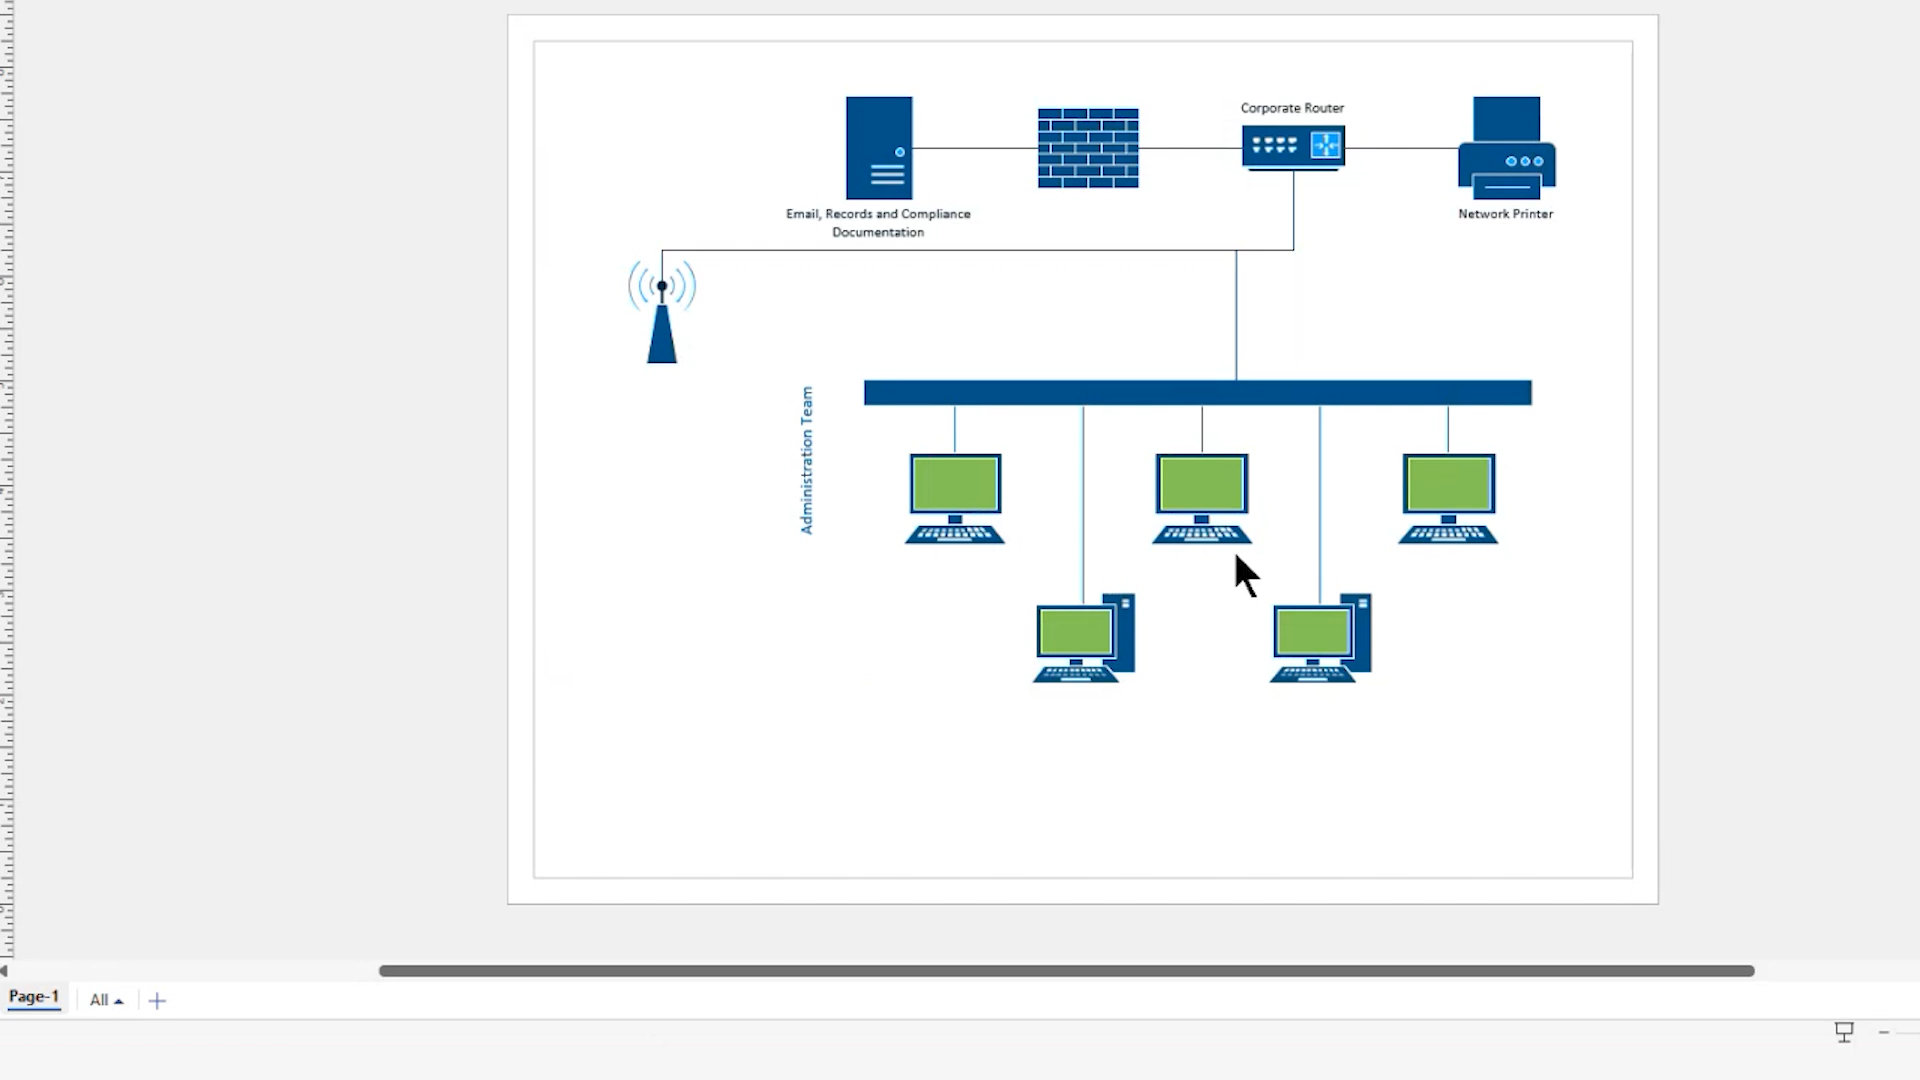 Corporate Router
Email, Records and Compliance
Documentation
Network Printer
Administration Team
Page-1
All